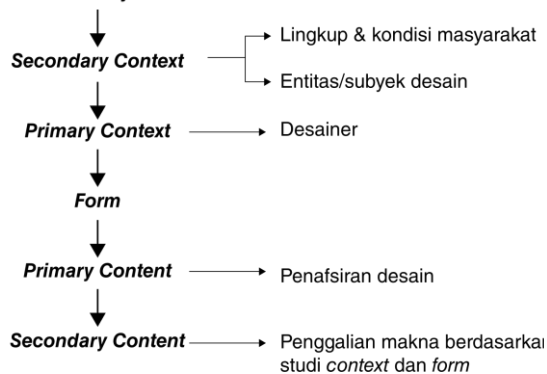 Secondary Context
Lingkup & kondisi masyarakat
Entitas/subyek desain
Primary Context
Desainer
Form
Primary Content
Penafsiran desain
Secondary Content
Penggalian makna berdasarkan
studi context dan form